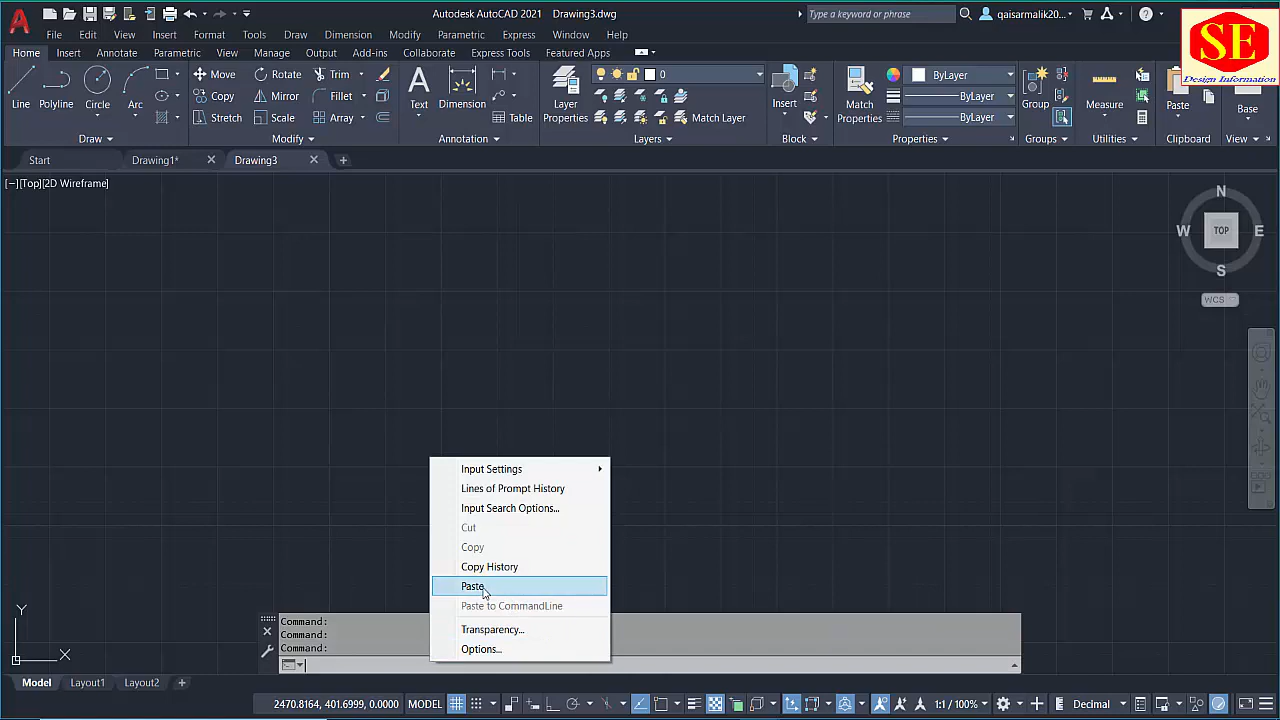 Autodesk AutoCAD 2021 Drawing3.dwg
Type a keyword or phrase
qaisarmalik20...
File Edit View Insert Format Tools Draw Dimension Modify Parametric Express Window Help
SE
Design Information
Home Insert Annotate Parametric View Manage Output Add-ins Collaborate Express Tools Featured Apps
Line Polyline Circle Arc
Move Rotate Trim
Copy Mirror Fillet
Stretch Scale Array
Text Dimension
Table
Layer Properties
0
Match Layer
Insert
Match Properties
ByLayer
ByLayer
ByLayer
Group
Measure
Paste
Base
Draw Modify Annotation Layers Block Properties Groups Utilities Clipboard View
Start Drawing1* Drawing3
[−][Top][2D Wireframe]
N
W TOP E
S
WCS
Input Settings
Lines of Prompt History
Input Search Options...
Cut
Copy
Copy History
Paste
Paste to CommandLine
Transparency...
Options...
Command:
Command:
Command:
Y
X
Model Layout1 Layout2
2470.8164, 401.6999, 0.0000 MODEL 1:1 / 100% Decimal